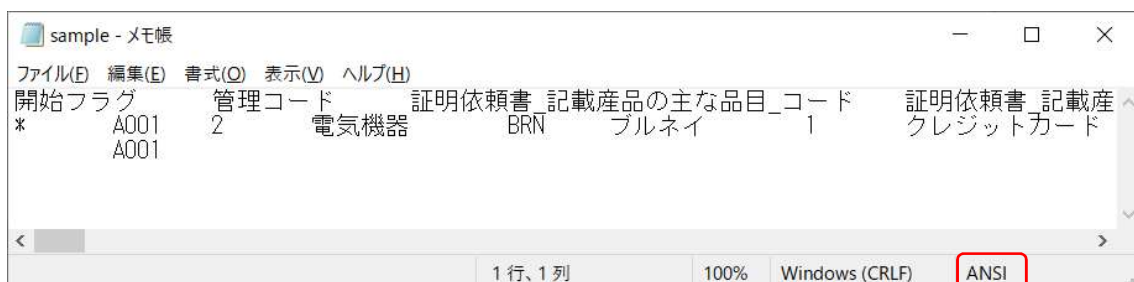 sample - メモ帳
ファイル(F) 編集(E) 書式(O) 表示(V) ヘルプ(H)
開始フラグ 管理コード 証明依頼書_記載産品の主な品目_コード 証明依頼書_記載産
* A001 2 電気機器 BRN ブルネイ 1 クレジットカード
A001
1 行、1 列 100% Windows (CRLF) ANSI